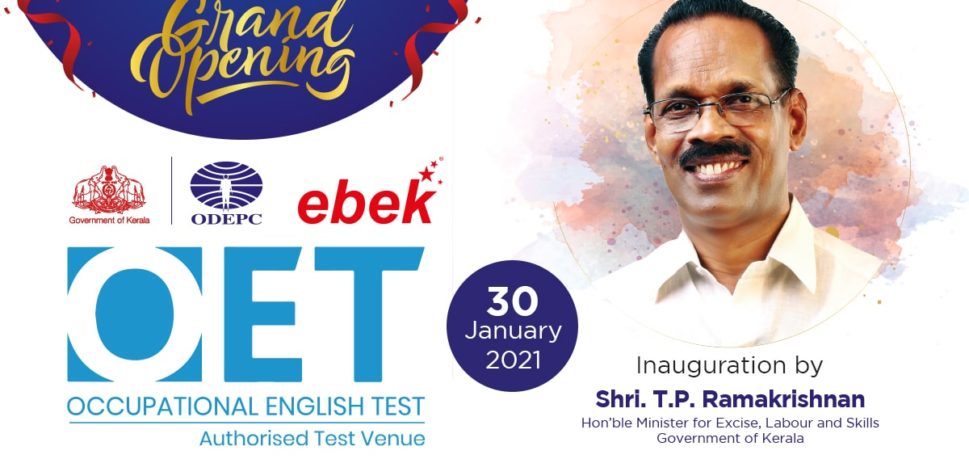 Grand
Opening
Government of Kerala
ODEPC
ebek
OET
OCCUPATIONAL ENGLISH TEST
Authorised Test Venue
30
January
2021
Inauguration by
Shri. T.P. Ramakrishnan
Hon'ble Minister for Excise, Labour and Skills
Government of Kerala